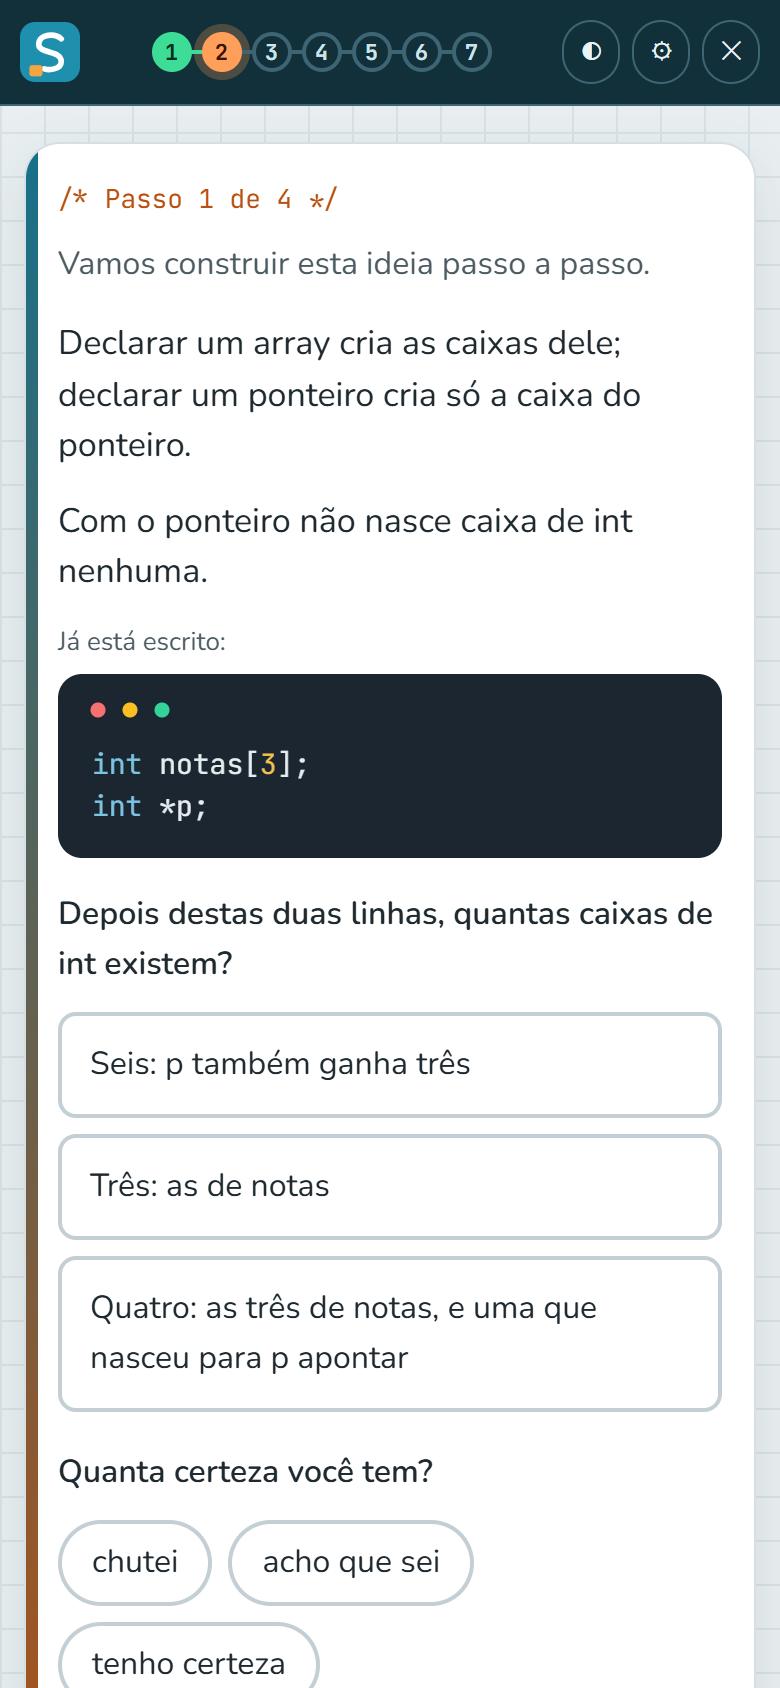 S
1 2 3 4 5 6 7
/* Passo 1 de 4 */
Vamos construir esta ideia passo a passo.
Declarar um array cria as caixas dele;
declarar um ponteiro cria só a caixa do
ponteiro.
Com o ponteiro não nasce caixa de int
nenhuma.
Já está escrito:
int notas[3];
int *p;
Depois destas duas linhas, quantas caixas de
int existem?
Seis: p também ganha três
Três: as de notas
Quatro: as três de notas, e uma que
nasceu para p apontar
Quanta certeza você tem?
chutei
acho que sei
tenho certeza